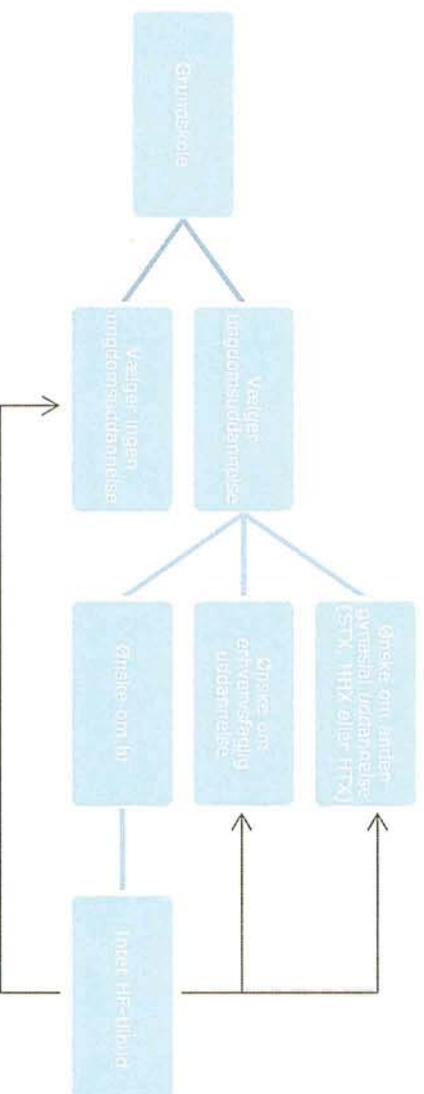 Grundskole
Vælger
ungdomsuddannelse
Vælger ingen
ungdomsuddannelse
Ønske om anden
gymnasial uddannelse
(STX, HHX eller HTX)
Ønske om
erhvervsfaglig
uddannelse
Ønske om hf
Intet HF-tilbud